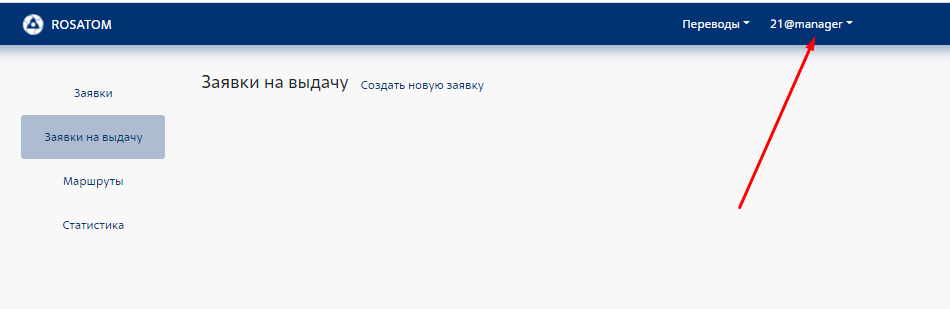 ROSATOM
Переводы
21@manager
Заявки
Заявки на выдачу
Маршруты
Статистика
Заявки на выдачу
Создать новую заявку